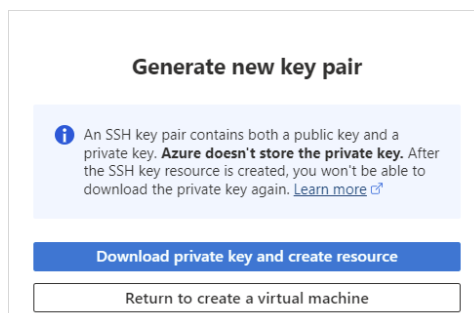 Generate new key pair
An SSH key pair contains both a public key and a
private key. Azure doesn't store the private key. After
the SSH key resource is created, you won't be able to
download the private key again. Learn more
Download private key and create resource
Return to create a virtual machine